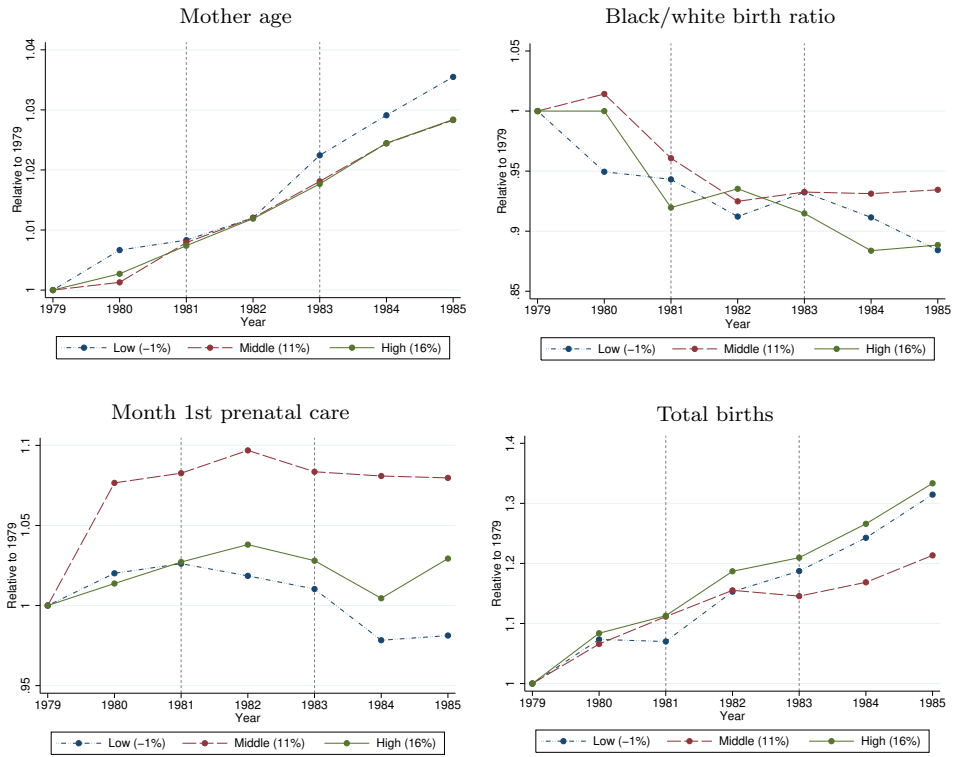 Mother age
Relative to 1979
1.04
1.03
1.02
1.01
1
1979 1980 1981 1982 1983 1984 1985
Year
Low (−1%) Middle (11%) High (16%)
Black/white birth ratio
Relative to 1979
1.05
1
.95
.9
.85
1979 1980 1981 1982 1983 1984 1985
Year
Low (−1%) Middle (11%) High (16%)
Month 1st prenatal care
Relative to 1979
1.1
1.05
1
.95
1979 1980 1981 1982 1983 1984 1985
Year
Low (−1%) Middle (11%) High (16%)
Total births
Relative to 1979
1.4
1.3
1.2
1.1
1
1979 1980 1981 1982 1983 1984 1985
Year
Low (−1%) Middle (11%) High (16%)